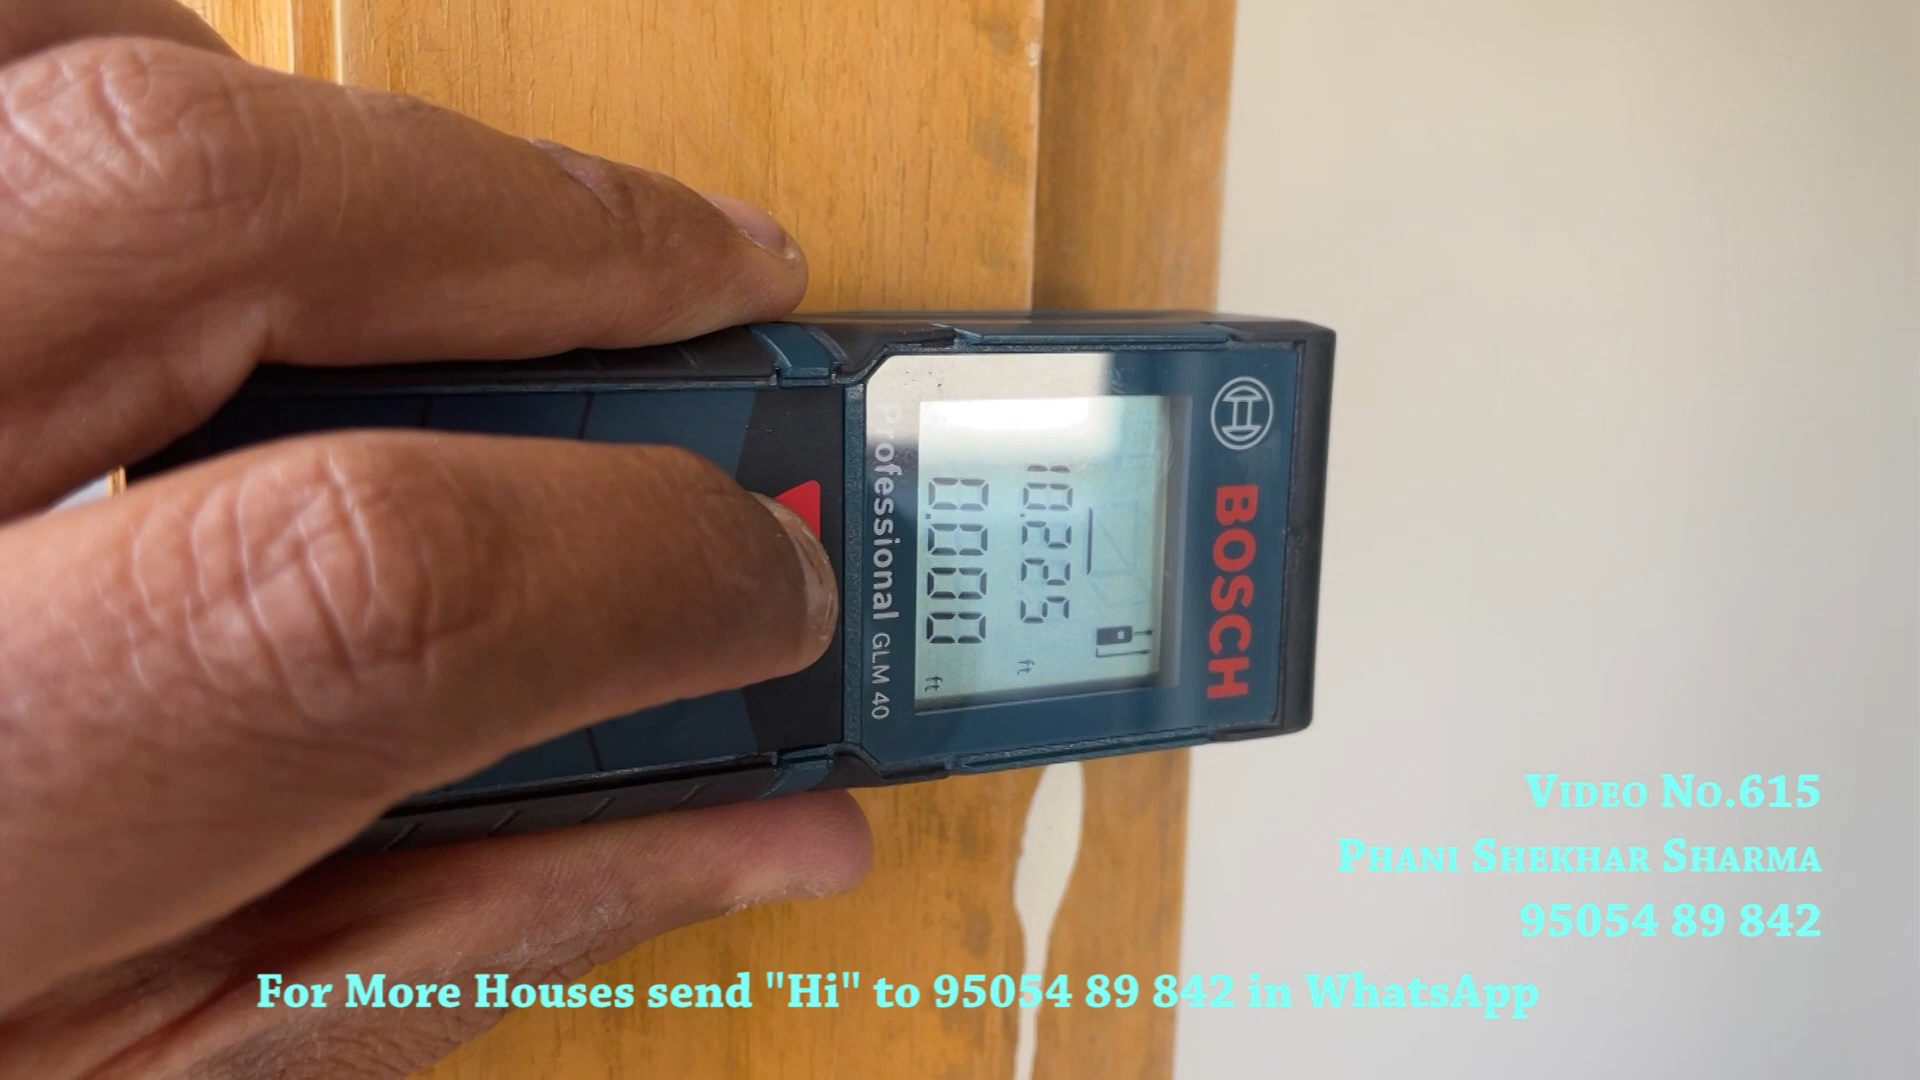 BOSCH
10.225 ft
0.000 ft
Professional GLM 40
Video No.615
Phani Shekhar Sharma
95054 89 842
For More Houses send "Hi" to 95054 89 842 in WhatsApp